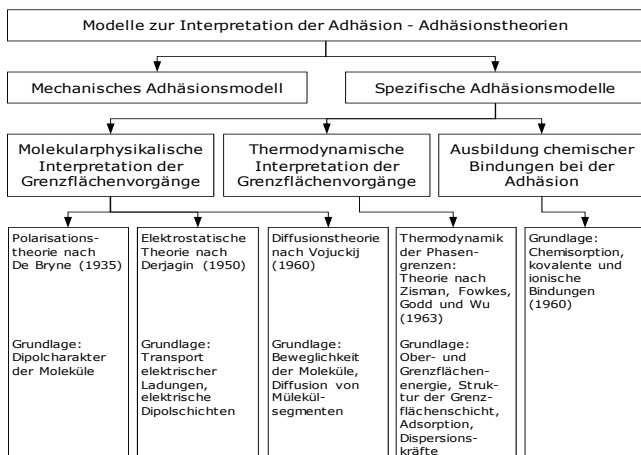 Modelle zur Interpretation der Adhäsion - Adhäsionstheorien
Mechanisches Adhäsionsmodell
Spezifische Adhäsionsmodelle
Molekularphysikalische
Interpretation der
Grenzflächenvorgänge
Thermodynamische
Interpretation der
Grenzflächenvorgänge
Ausbildung chemischer
Bindungen bei der
Adhäsion
Polarisations-
theorie nach
De Bryne (1935)
Grundlage:
Dipolcharakter
der Moleküle
Elektrostatische
Theorie nach
Derjagin (1950)
Grundlage:
Transport
elektrischer
Ladungen,
elektrische
Dipolschichten
Diffusionstheorie
nach Vojuckij
(1960)
Grundlage:
Beweglichkeit
der Moleküle,
Diffusion von
Mülekül-
segmenten
Thermodynamik
der Phasen-
grenzen:
Theorie nach
Zisman, Fowkes,
Godd und Wu
(1963)
Grundlage:
Ober- und
Grenzflächen-
energie, Struk-
tur der Grenz-
flächenschicht,
Adsorption,
Dispersions-
kräfte
Grundlage:
Chemisorption,
kovalente und
ionische
Bindungen
(1960)